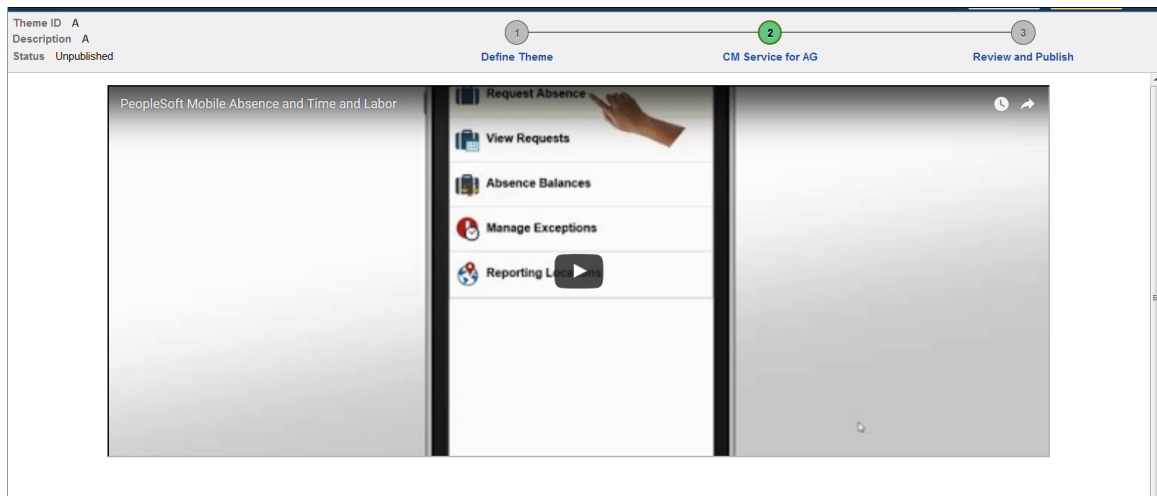 Theme ID A
Description A
Status Unpublished
1
2
3
Define Theme
CM Service for AG
Review and Publish
PeopleSoft Mobile Absence and Time and Labor
Request Absence
View Requests
Absence Balances
Manage Exceptions
Reporting Locations